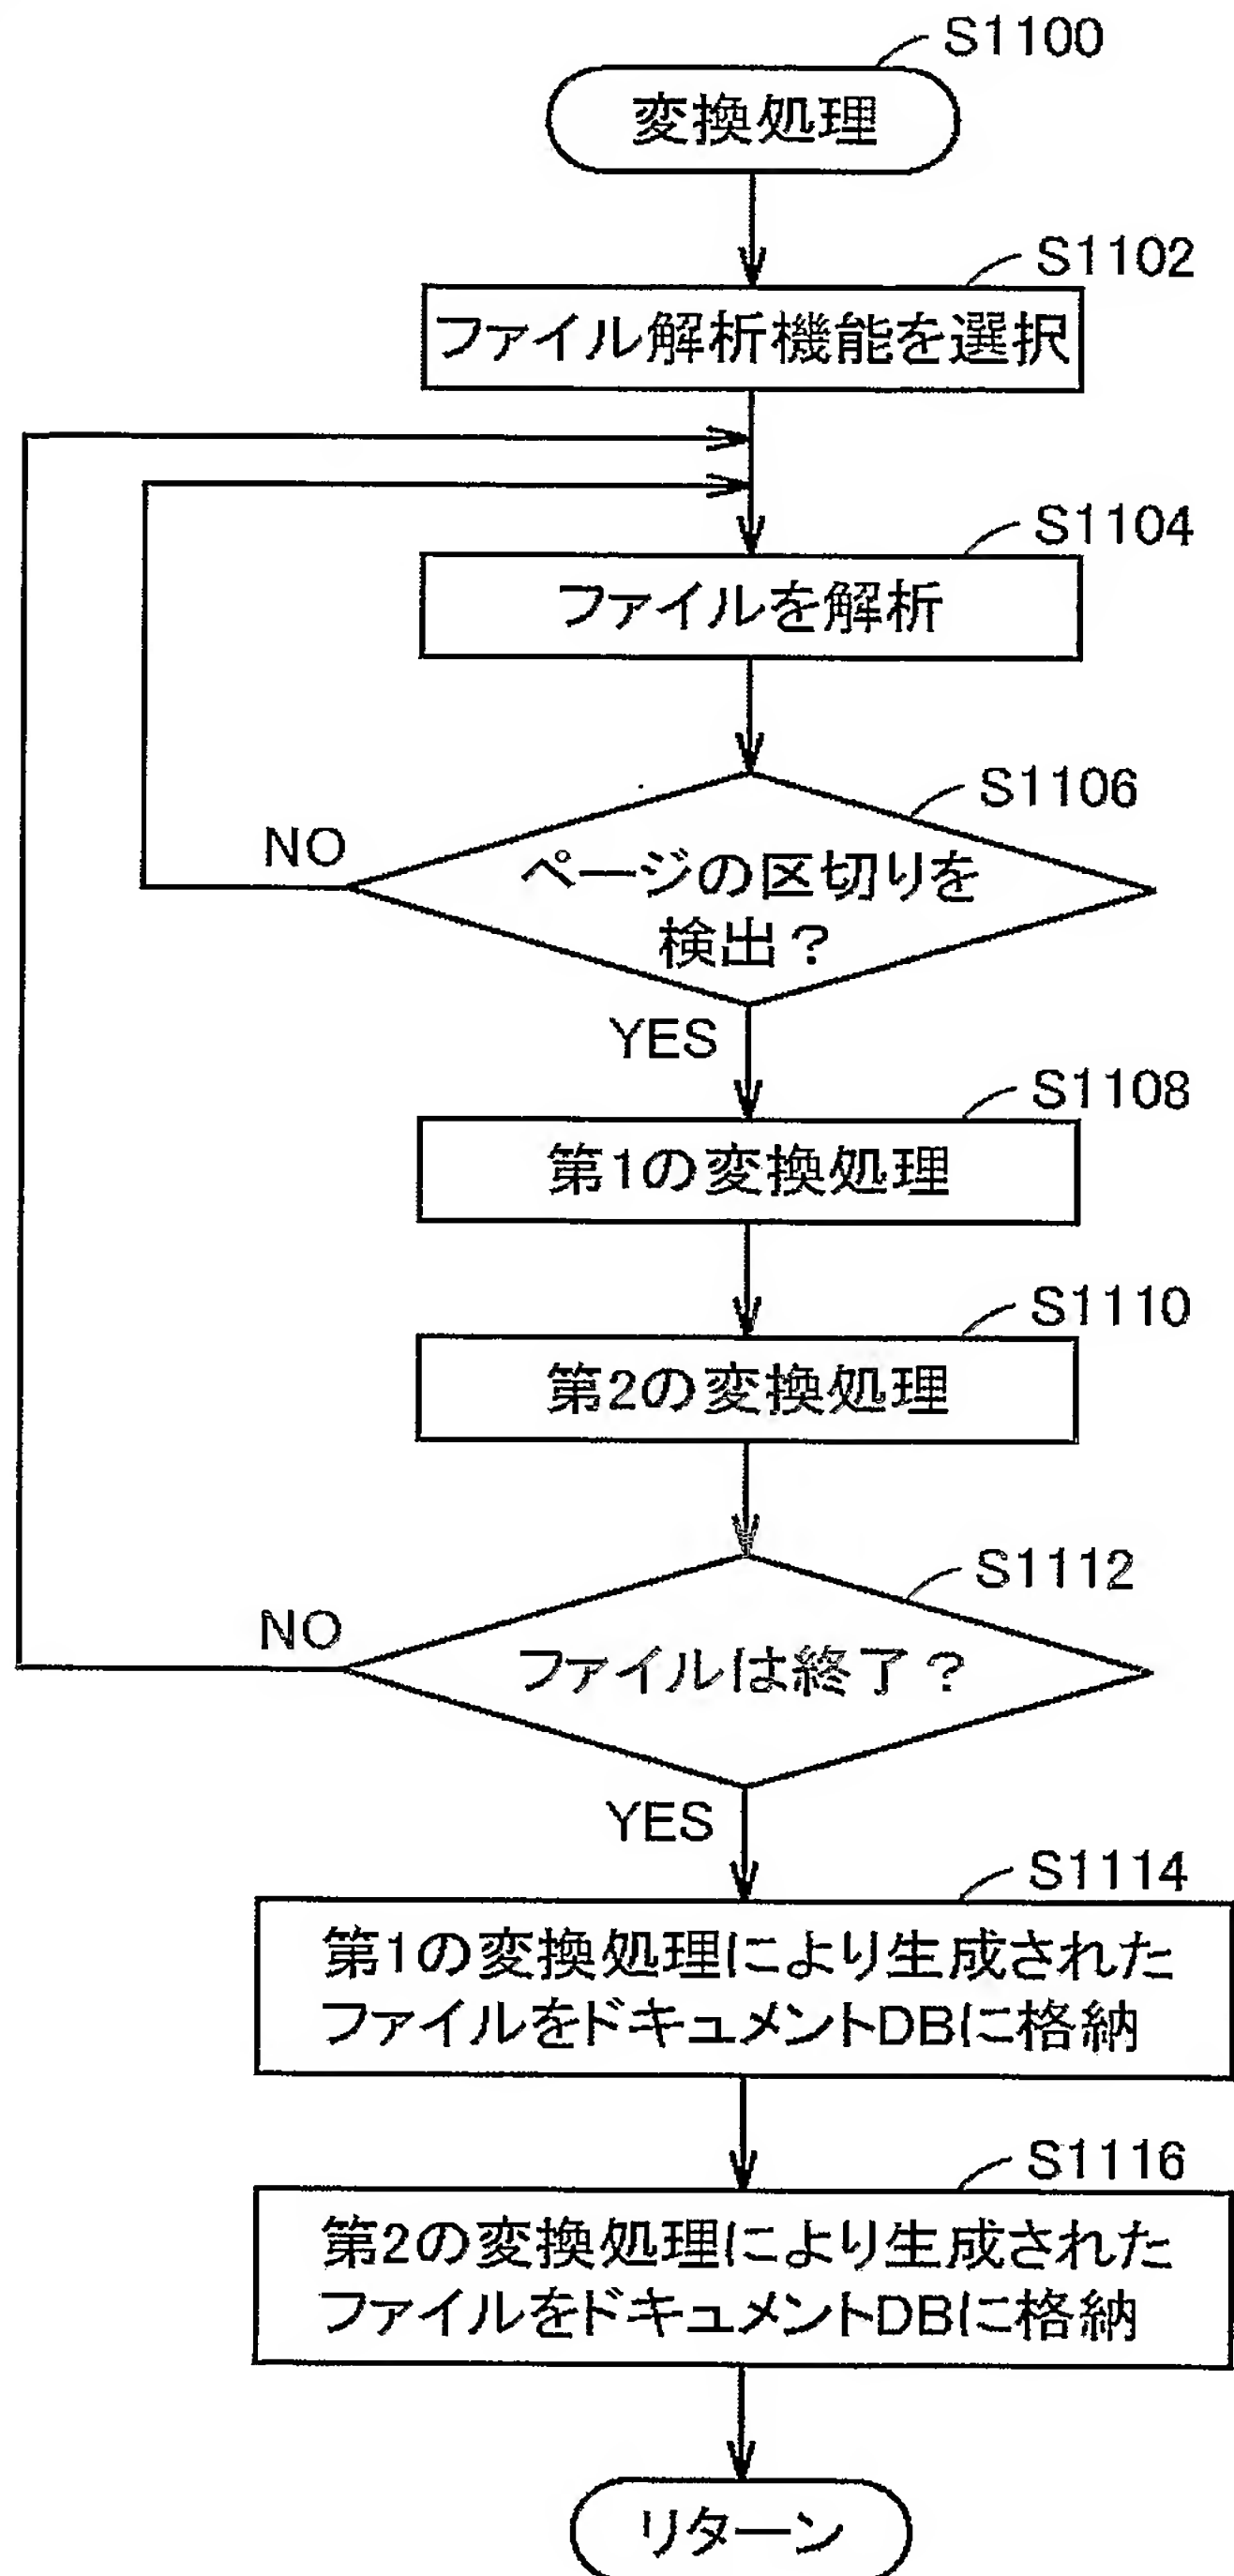 S1100
変換処理
S1102
ファイル解析機能を選択
S1104
ファイルを解析
S1106
NO
ページの区切りを
検出？
YES
S1108
第1の変換処理
S1110
第2の変換処理
S1112
NO
ファイルは終了？
YES
S1114
第1の変換処理により生成された
ファイルをドキュメントDBに格納
S1116
第2の変換処理により生成された
ファイルをドキュメントDBに格納
リターン